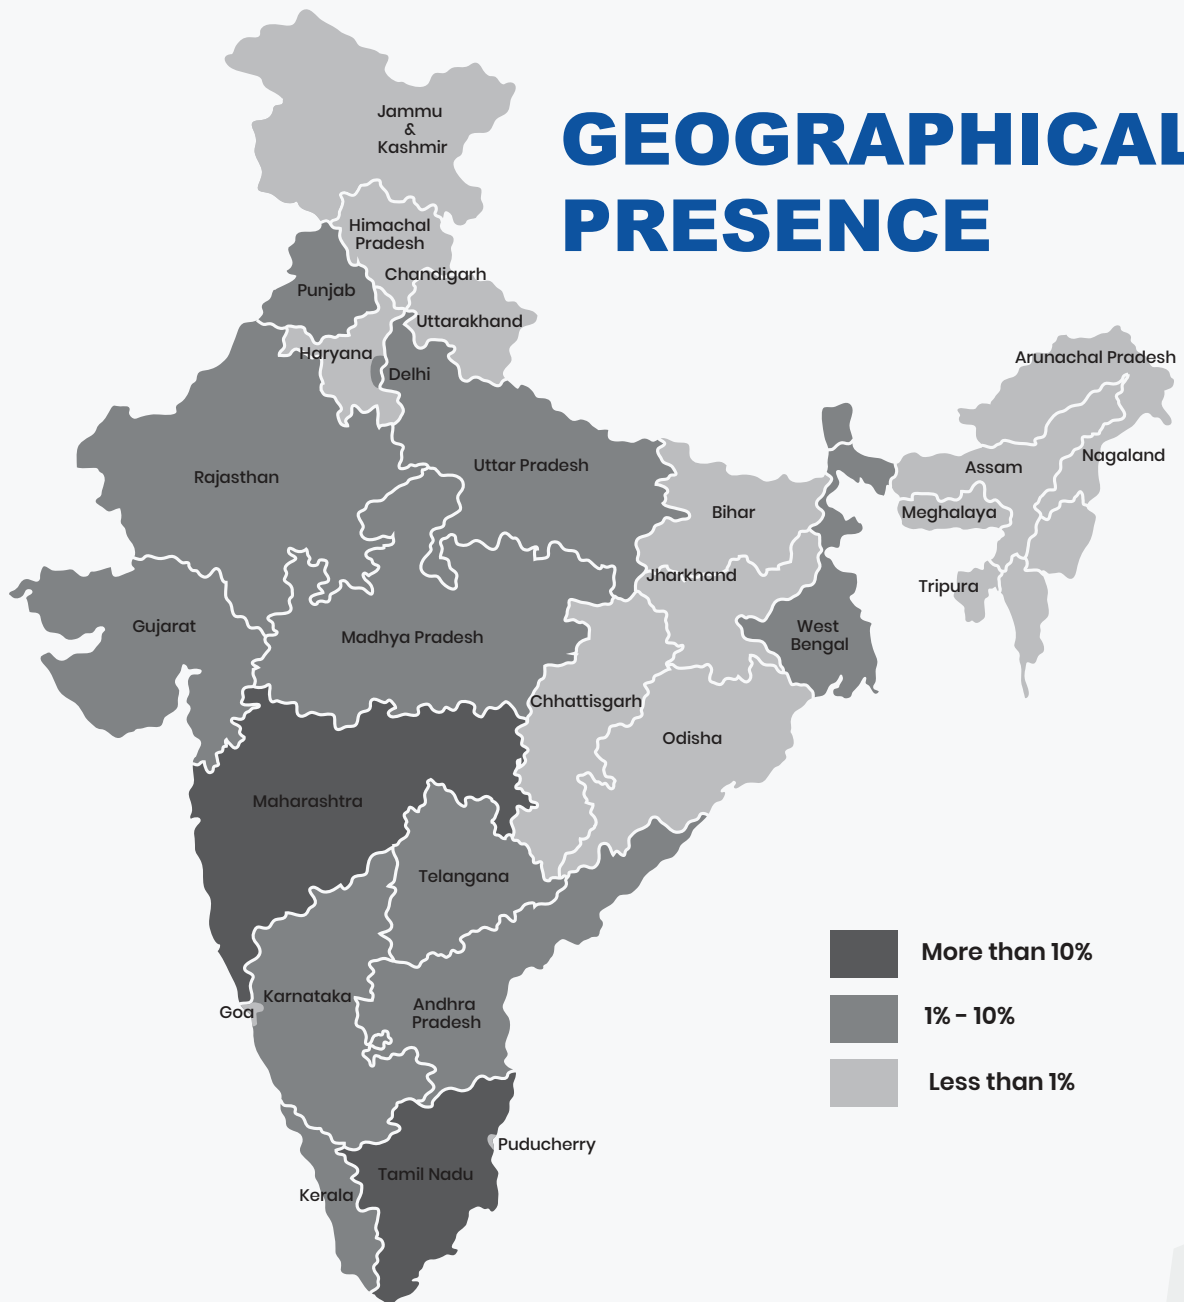 GEOGRAPHICAL
PRESENCE
Jammu
&
Kashmir
Himachal
Pradesh
Chandigarh
Punjab
Uttarakhand
Haryana
Delhi
Arunachal Pradesh
Rajasthan
Uttar Pradesh
Assam
Nagaland
Bihar
Meghalaya
Jharkhand
Tripura
Gujarat
Madhya Pradesh
West
Bengal
Chhattisgarh
Odisha
Maharashtra
Telangana
More than 10%
Karnataka
Goa
Andhra
Pradesh
1% - 10%
Less than 1%
Puducherry
Tamil Nadu
Kerala